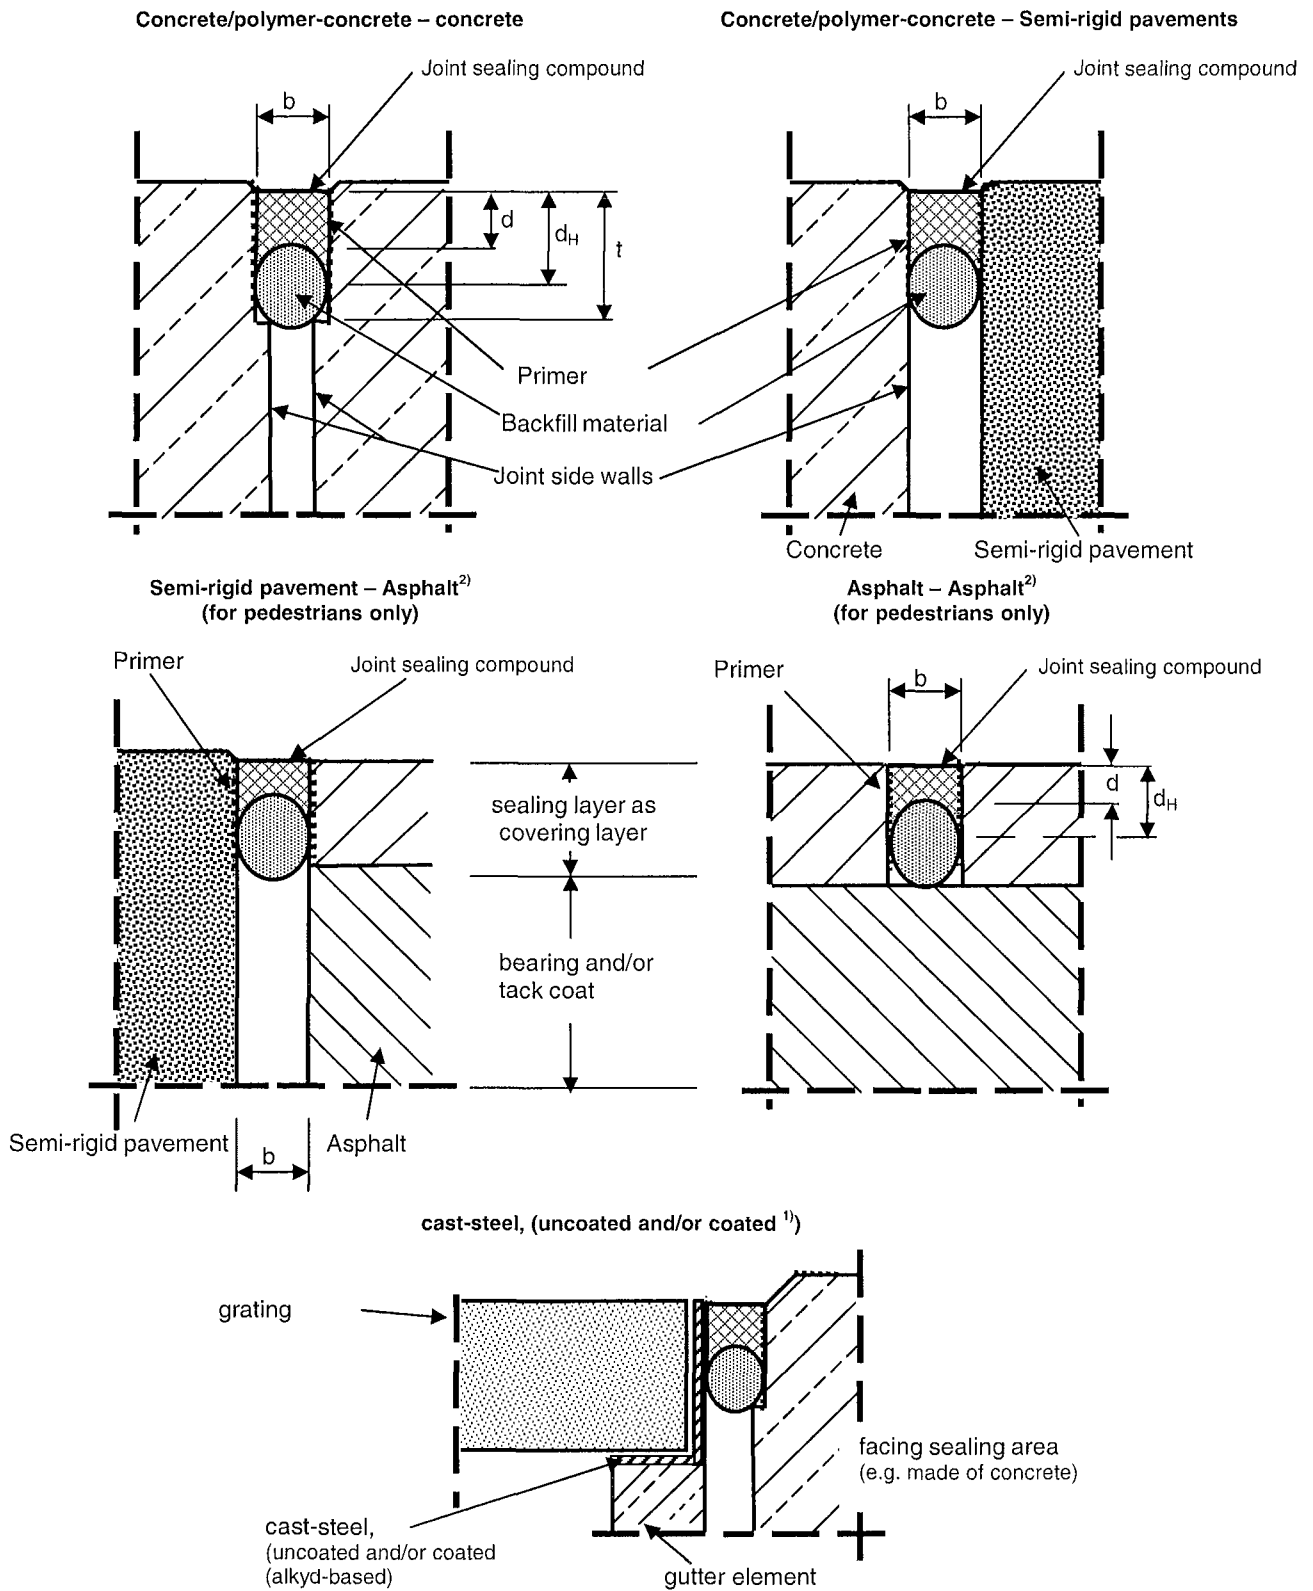 Concrete/polymer-concrete – concrete
Concrete/polymer-concrete – Semi-rigid pavements
Joint sealing compound
Joint sealing compound
b
b
d
dH
t
Primer
Backfill material
Joint side walls
Concrete
Semi-rigid pavement
Semi-rigid pavement – Asphalt2)
(for pedestrians only)
Asphalt – Asphalt2)
(for pedestrians only)
Primer
Joint sealing compound
Primer
b
Joint sealing compound
sealing layer as
covering layer
d
dH
bearing and/or
tack coat
Semi-rigid pavement
b
Asphalt
cast-steel, (uncoated and/or coated 1))
grating
facing sealing area
(e.g. made of concrete)
cast-steel,
(uncoated and/or coated
(alkyd-based)
gutter element